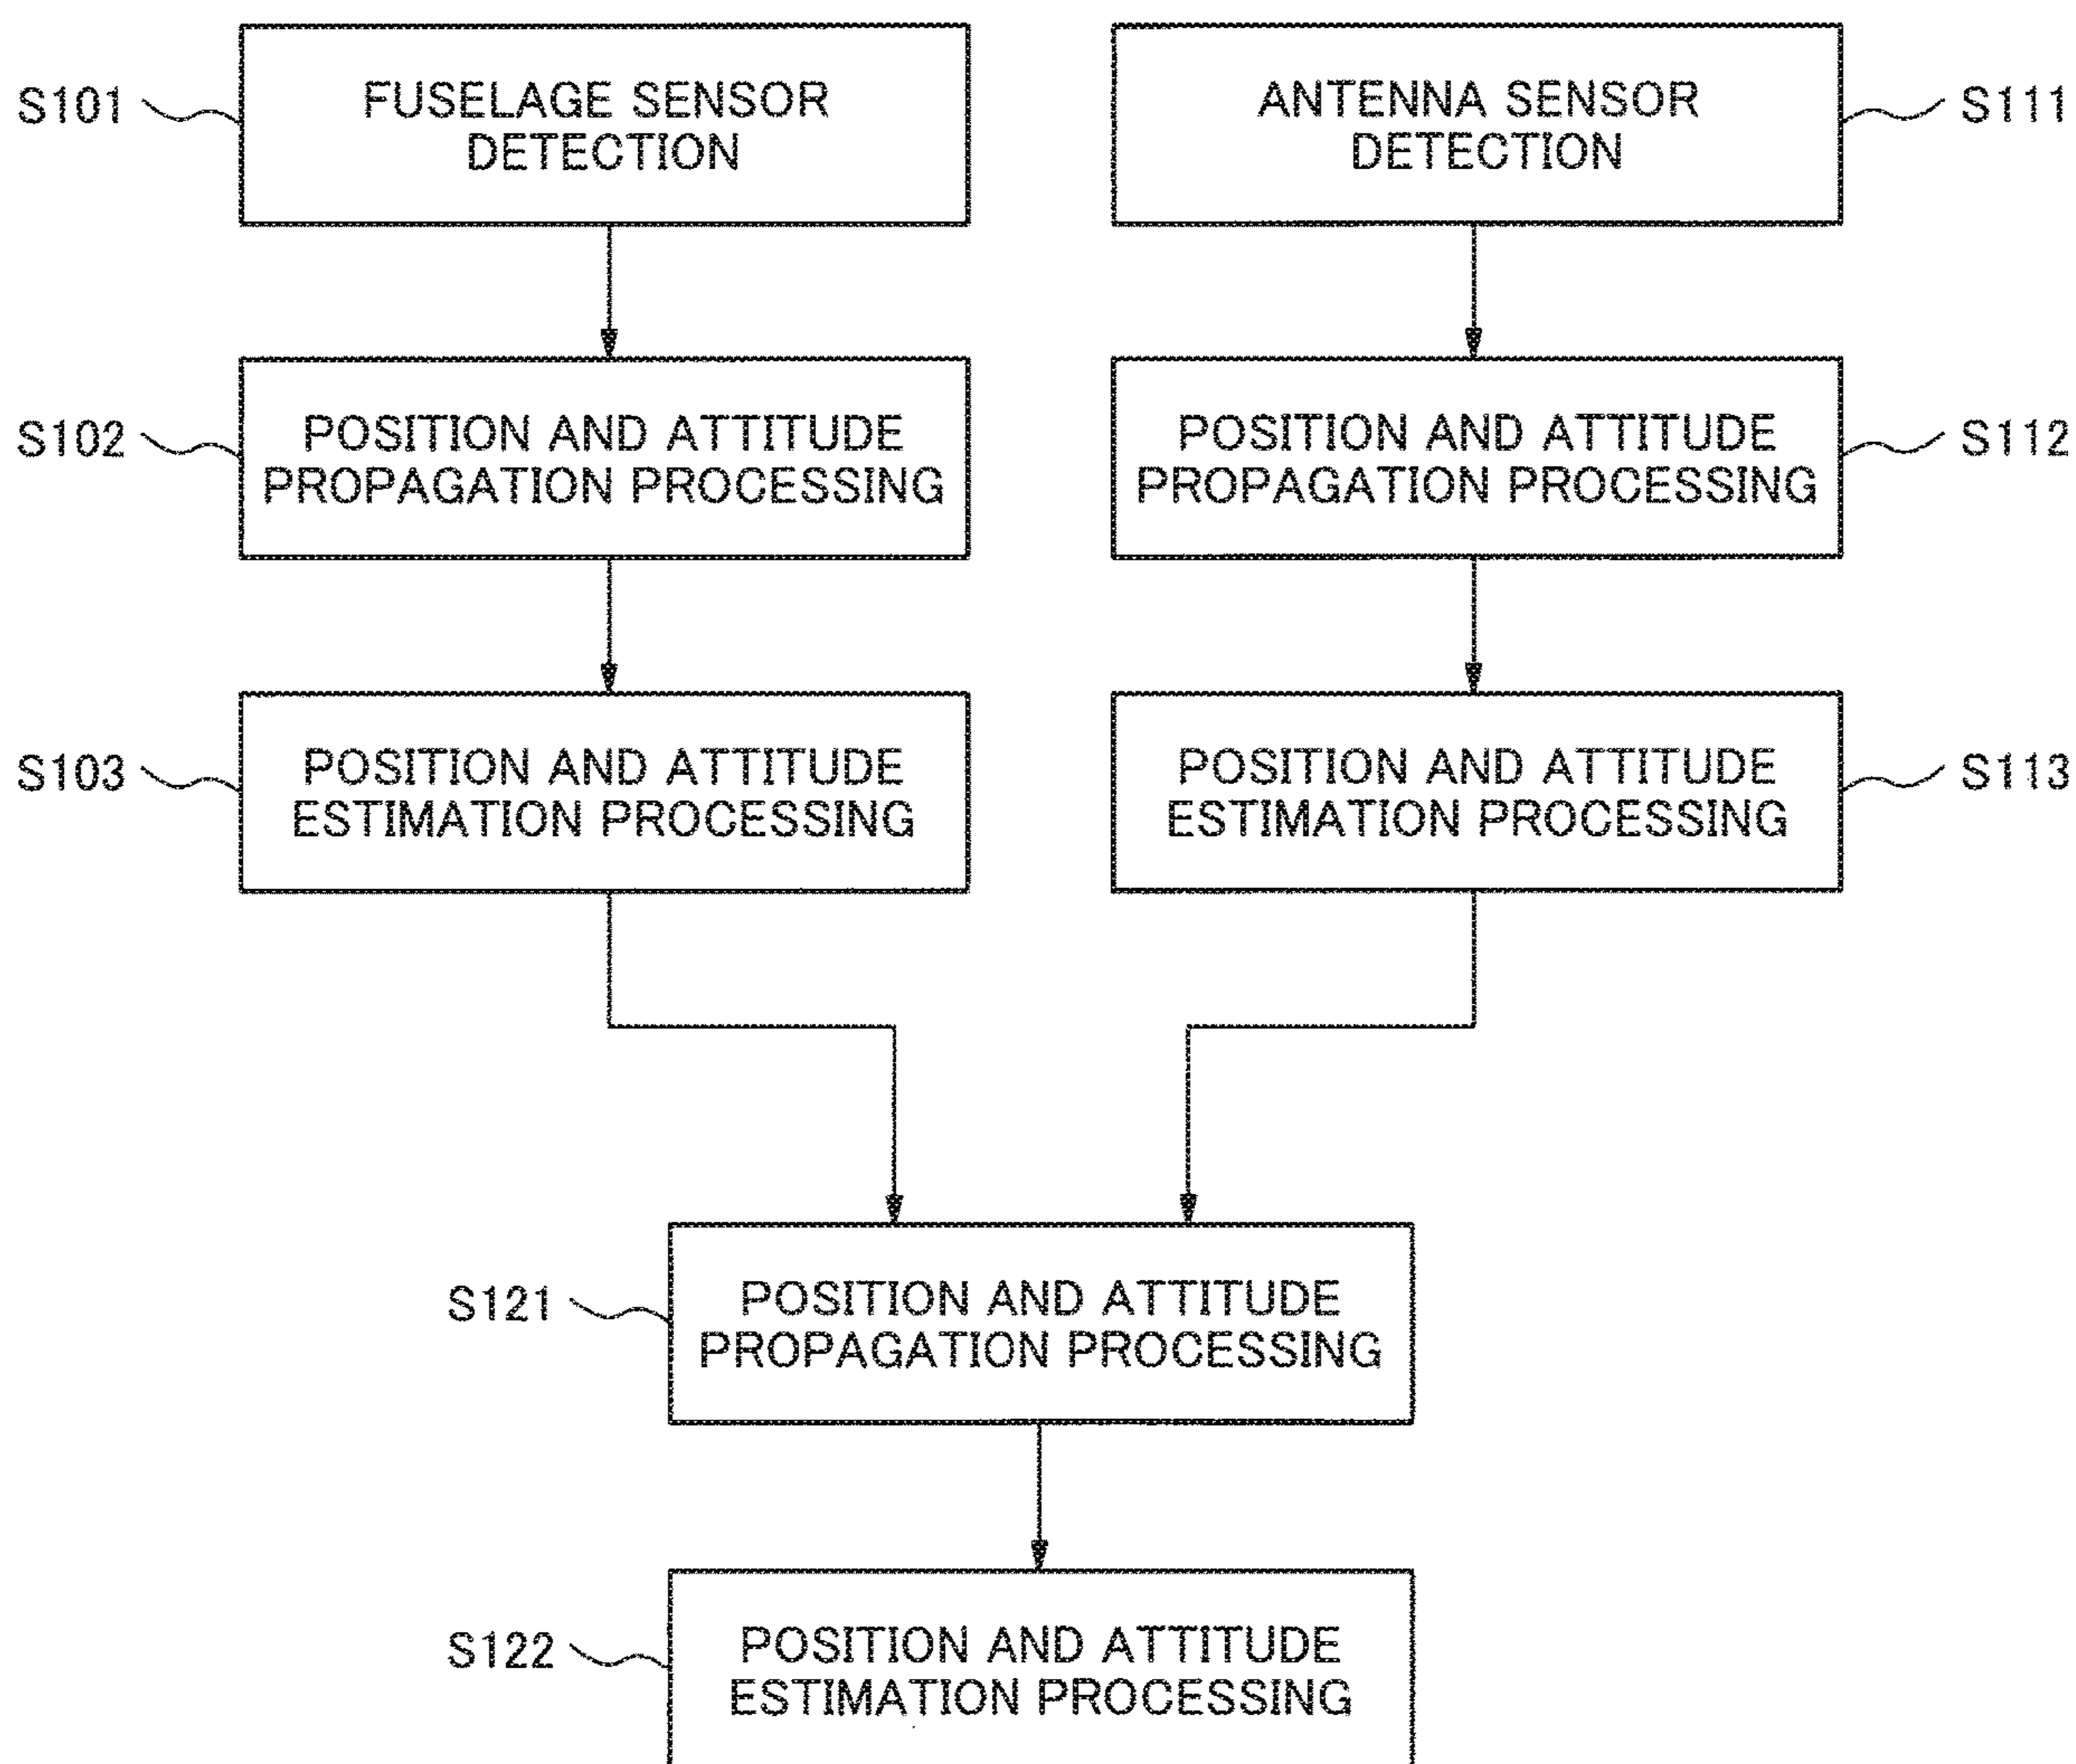 S101
FUSELAGE SENSOR
DETECTION
ANTENNA SENSOR
DETECTION
S111
S102
POSITION AND ATTITUDE
PROPAGATION PROCESSING
POSITION AND ATTITUDE
PROPAGATION PROCESSING
S112
S103
POSITION AND ATTITUDE
ESTIMATION PROCESSING
POSITION AND ATTITUDE
ESTIMATION PROCESSING
S113
S121
POSITION AND ATTITUDE
PROPAGATION PROCESSING
S122
POSITION AND ATTITUDE
ESTIMATION PROCESSING